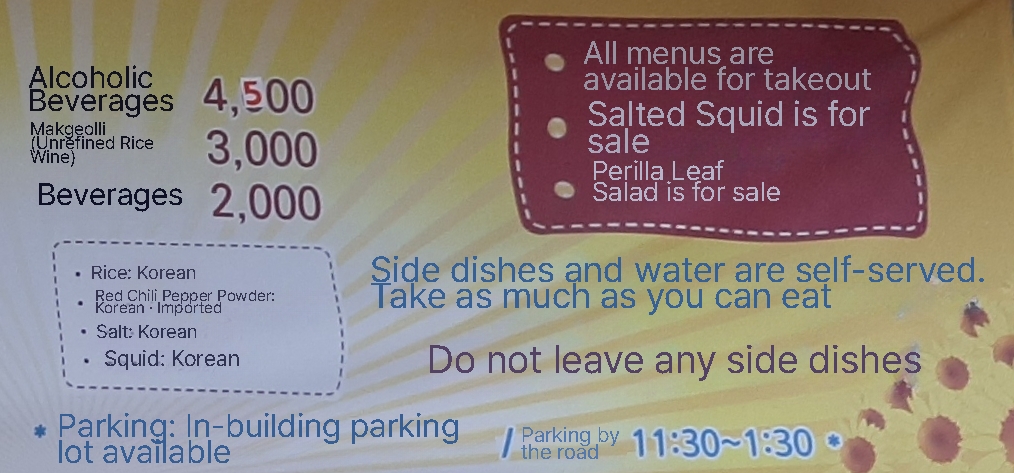 Alcoholic
Beverages 4,500
Makgeolli
(Unrefined Rice
Wine) 3,000
Beverages 2,000
All menus are
available for takeout
Salted Squid is for
sale
Perilla Leaf
Salad is for sale
• Rice: Korean
• Red Chili Pepper Powder:
Korean · Imported
• Salt: Korean
• Squid: Korean
Side dishes and water are self-served.
Take as much as you can eat
Do not leave any side dishes
* Parking: In-building parking
lot available
/ Parking by
the road 11:30~1:30 *